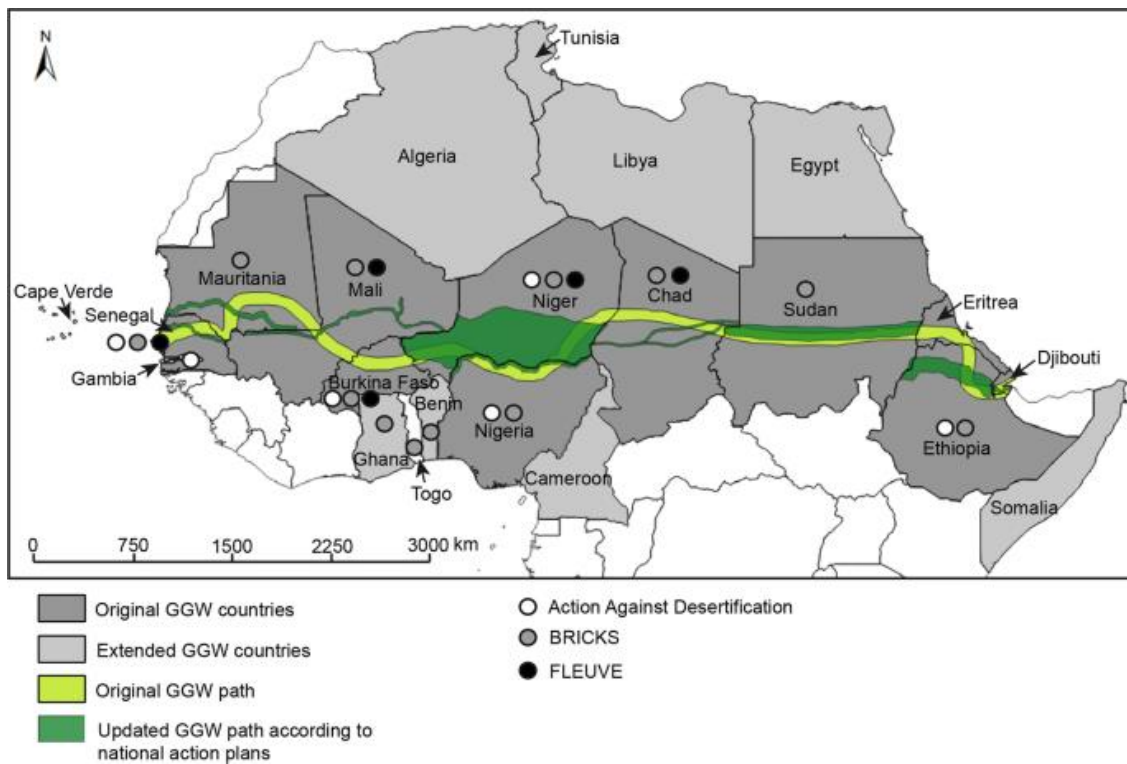 N
Tunisia
Algeria
Libya
Egypt
Mauritania
Mali
Niger
Chad
Sudan
Eritrea
Cape Verde
Senegal
Djibouti
Gambia
Burkina Faso
Benin
Nigeria
Ethiopia
Ghana
Togo
Cameroon
Somalia
0 750 1500 2250 3000 km
Original GGW countries
Extended GGW countries
Original GGW path
Updated GGW path according to
national action plans
Action Against Desertification
BRICKS
FLEUVE